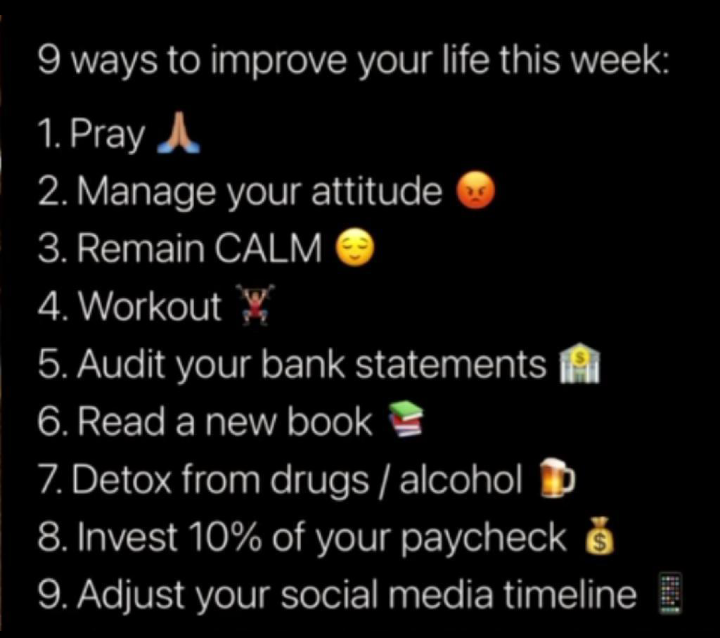 9 ways to improve your life this week:
1. Pray 🙏🏽
2. Manage your attitude 😡
3. Remain CALM 😌
4. Workout 🏋🏽
5. Audit your bank statements 🏦
6. Read a new book 📚
7. Detox from drugs / alcohol 🍺
8. Invest 10% of your paycheck 💰
9. Adjust your social media timeline 📱